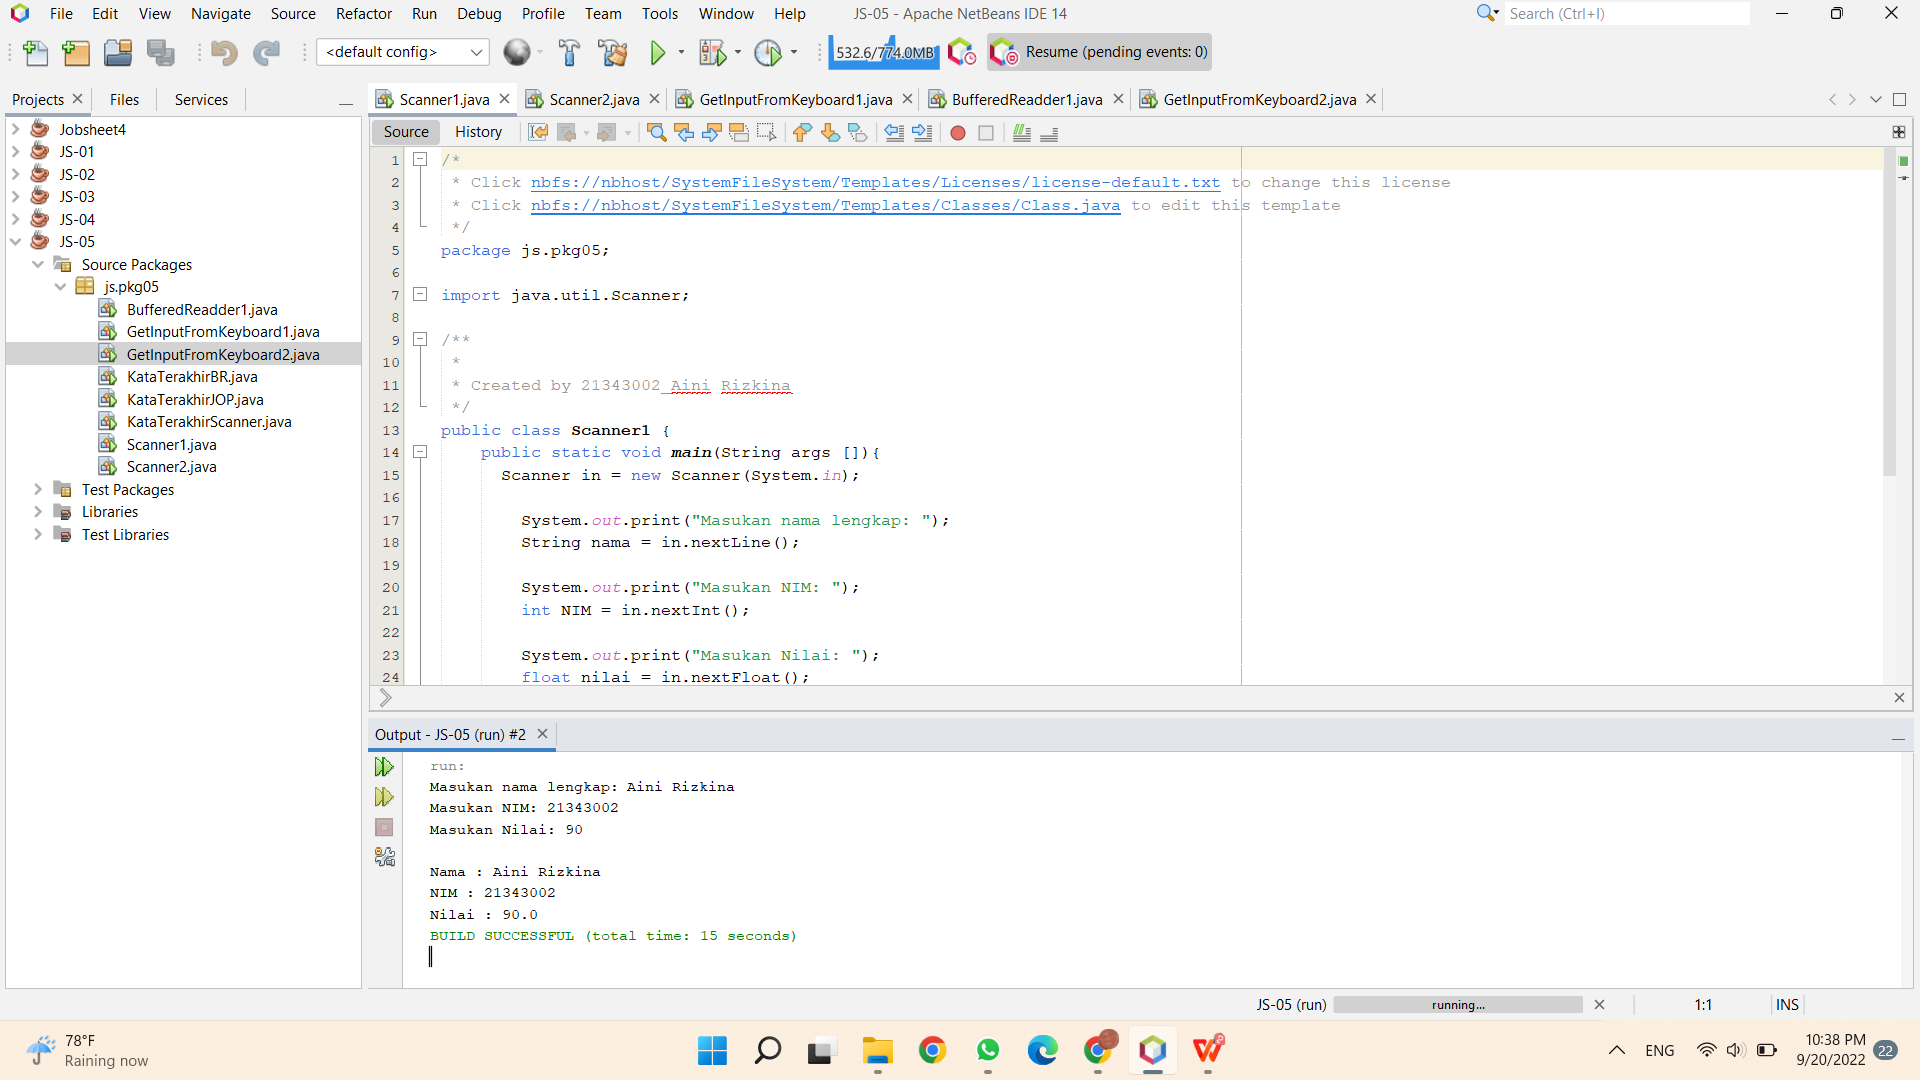 File Edit View Navigate Source Refactor Run Debug Profile Team Tools Window Help JS-05 - Apache NetBeans IDE 14 Search (Ctrl+I)
<default config> 532.6/774.0MB Resume (pending events: 0)
Projects Files Services
Scanner1.java Scanner2.java GetInputFromKeyboard1.java BufferedReadder1.java GetInputFromKeyboard2.java
Source History
Jobsheet4
JS-01
JS-02
JS-03
JS-04
JS-05
Source Packages
js.pkg05
BufferedReadder1.java
GetInputFromKeyboard1.java
GetInputFromKeyboard2.java
KataTerakhirBR.java
KataTerakhirJOP.java
KataTerakhirScanner.java
Scanner1.java
Scanner2.java
Test Packages
Libraries
Test Libraries
1 /*
2 * Click nbfs://nbhost/SystemFileSystem/Templates/Licenses/license-default.txt to change this license
3 * Click nbfs://nbhost/SystemFileSystem/Templates/Classes/Class.java to edit this template
4 */
5 package js.pkg05;
6
7 import java.util.Scanner;
8
9 /**
10 *
11 * Created by 21343002_Aini Rizkina
12 */
13 public class Scanner1 {
14 public static void main(String args []){
15 Scanner in = new Scanner(System.in);
16
17 System.out.print("Masukan nama lengkap: ");
18 String nama = in.nextLine();
19
20 System.out.print("Masukan NIM: ");
21 int NIM = in.nextInt();
22
23 System.out.print("Masukan Nilai: ");
24 float nilai = in.nextFloat();
Output - JS-05 (run) #2
run:
Masukan nama lengkap: Aini Rizkina
Masukan NIM: 21343002
Masukan Nilai: 90
Nama : Aini Rizkina
NIM : 21343002
Nilai : 90.0
BUILD SUCCESSFUL (total time: 15 seconds)
JS-05 (run) running... 1:1 INS
78°F
Raining now
ENG
10:38 PM
9/20/2022
22